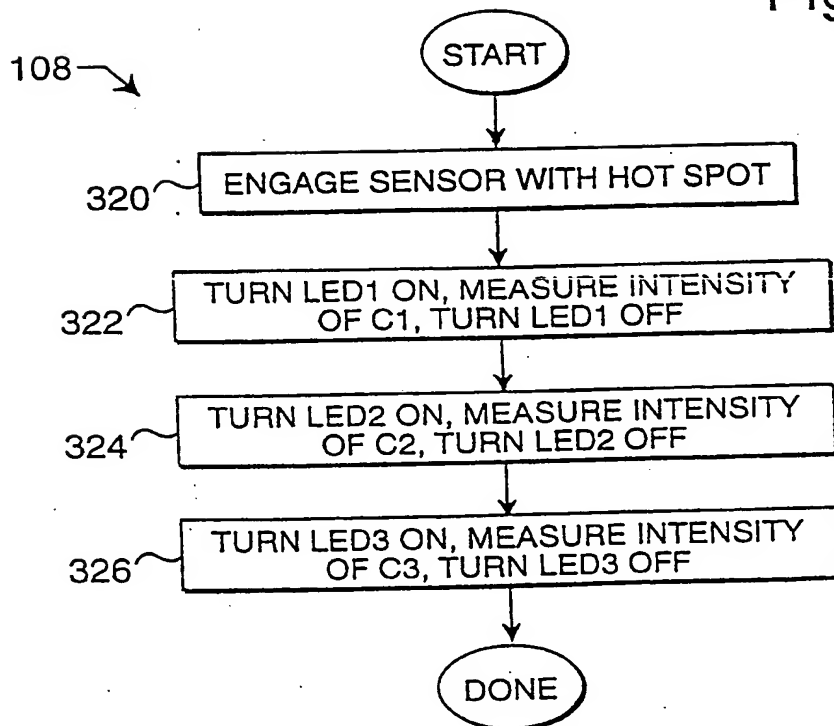 Fig
START
108
320
ENGAGE SENSOR WITH HOT SPOT
322
TURN LED1 ON, MEASURE INTENSITY
OF C1, TURN LED1 OFF
324
TURN LED2 ON, MEASURE INTENSITY
OF C2, TURN LED2 OFF
326
TURN LED3 ON, MEASURE INTENSITY
OF C3, TURN LED3 OFF
DONE